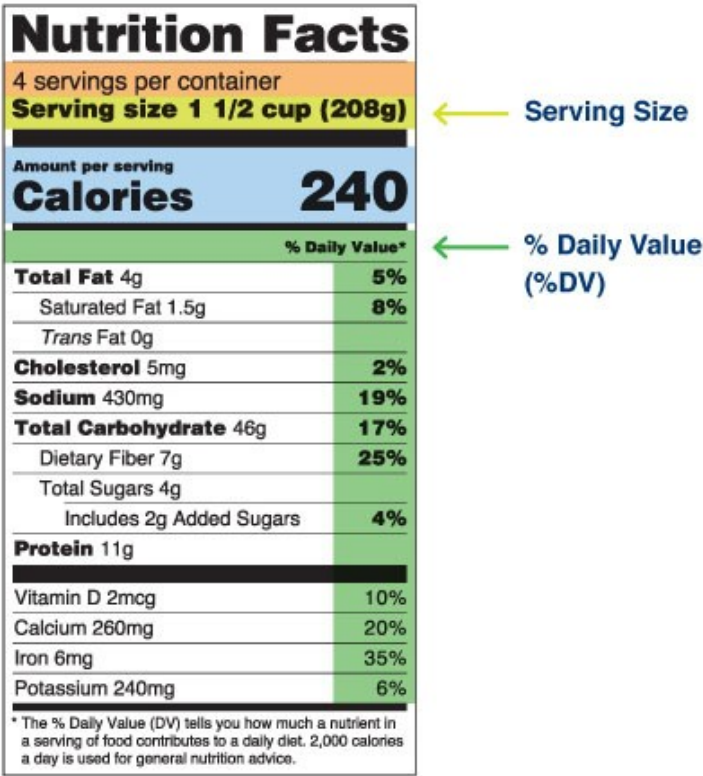 Nutrition Facts
4 servings per container
Serving size 1 1/2 cup (208g)
Serving Size
Amount per serving
Calories 240
% Daily Value*
% Daily Value
(%DV)
Total Fat 4g 5%
Saturated Fat 1.5g 8%
Trans Fat 0g
Cholesterol 5mg 2%
Sodium 430mg 19%
Total Carbohydrate 46g 17%
Dietary Fiber 7g 25%
Total Sugars 4g
Includes 2g Added Sugars 4%
Protein 11g
Vitamin D 2mcg 10%
Calcium 260mg 20%
Iron 6mg 35%
Potassium 240mg 6%
* The % Daily Value (DV) tells you how much a nutrient in
a serving of food contributes to a daily diet. 2,000 calories
a day is used for general nutrition advice.